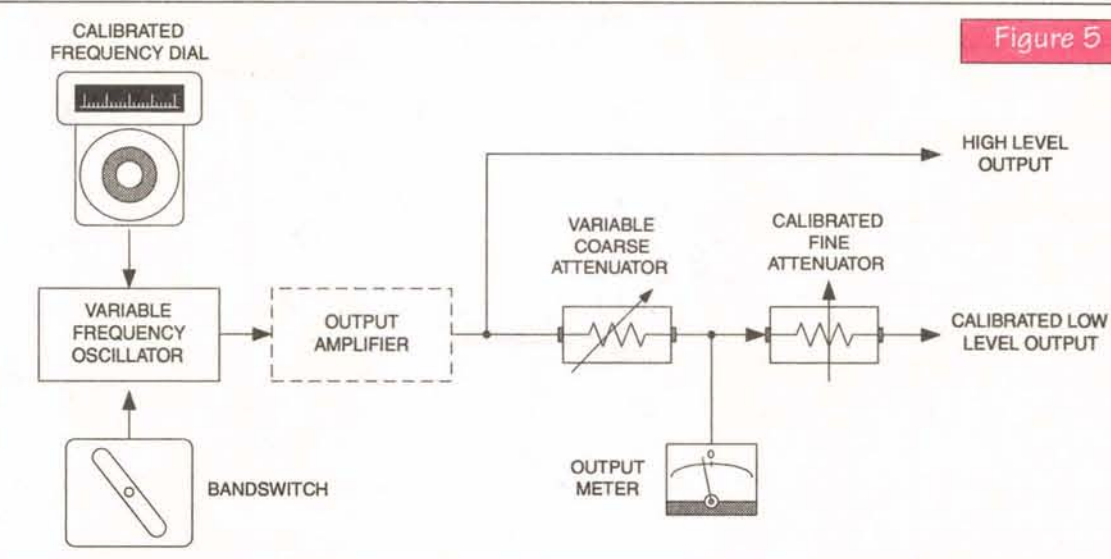 CALIBRATED
FREQUENCY DIAL
Figure 5
HIGH LEVEL
OUTPUT
VARIABLE
COARSE
ATTENUATOR
CALIBRATED
FINE
ATTENUATOR
VARIABLE
FREQUENCY
OSCILLATOR
OUTPUT
AMPLIFIER
CALIBRATED LOW
LEVEL OUTPUT
0
OUTPUT
METER
BANDSWITCH